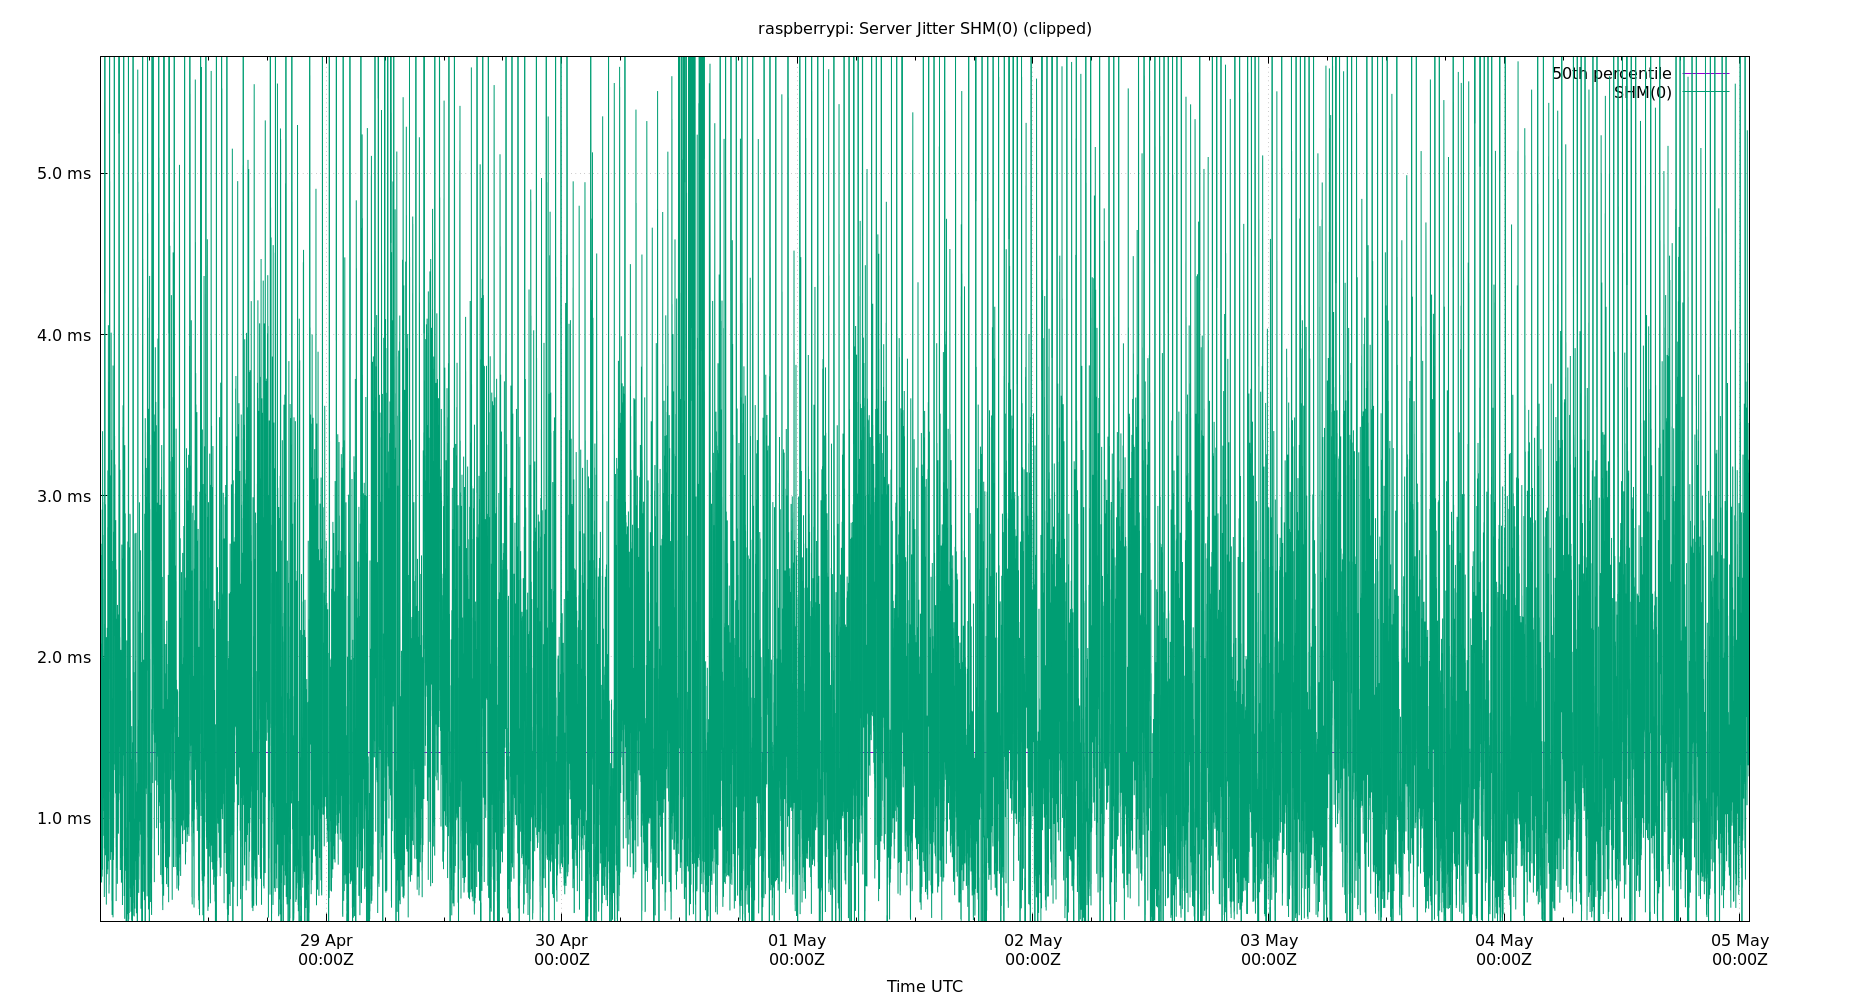 raspberrypi: Server Jitter SHM(0) (clipped)
50th percentile
SHM(0)
5.0 ms
4.0 ms
3.0 ms
2.0 ms
1.0 ms
29 Apr 30 Apr 01 May 02 May 03 May 04 May 05 May
00:00Z 00:00Z 00:00Z 00:00Z 00:00Z 00:00Z 00:00Z
Time UTC